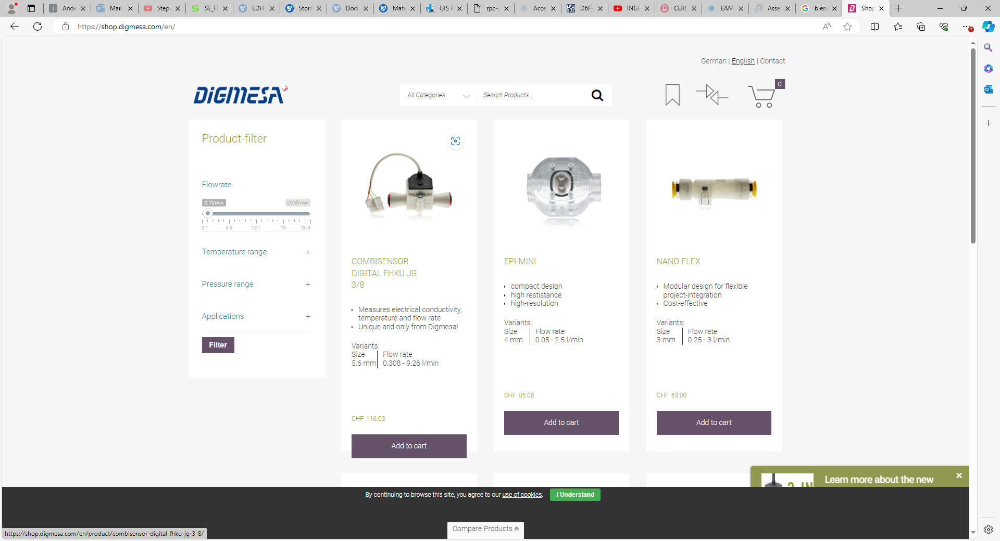 Ande
Mail
Step
SE_Fl
EDH
Stora
Docu
Mate
GIS P
rpc-c
Acce
D6F-
INGE
CERN
EAM
Asse
blen
Shop
https://shop.digmesa.com/en/
German | English | Contact
DIGMESA
All Categories
Search Products...
0
Product-filter
Flowrate
0.1l/min
25.3l/min
0.1 6.3 12.7 19 25.3
Temperature range +
Pressure range +
Applications +
Filter
COMBISENSOR
DIGITAL FHKU JG
3/8
Measures electrical conductivity,
temperature and flow rate
Unique and only from Digmesa!
Variants:
Size Flow rate
5.6 mm 0.308 - 9.26 l/min
CHF 116.03
Add to cart
EPI-MINI
compact design
high restistance
high-resolution
Variants:
Size Flow rate
4 mm 0.05 - 2.5 l/min
CHF 85.00
Add to cart
NANO FLEX
Modular design for flexible
project-integration
Cost-effective
Variants:
Size Flow rate
3 mm 0.25 - 3 l/min
CHF 63.00
Add to cart
Learn more about the new
By continuing to browse this site, you agree to our use of cookies.
I Understand
Compare Products
https://shop.digmesa.com/en/product/combisensor-digital-fhku-jg-3-8/